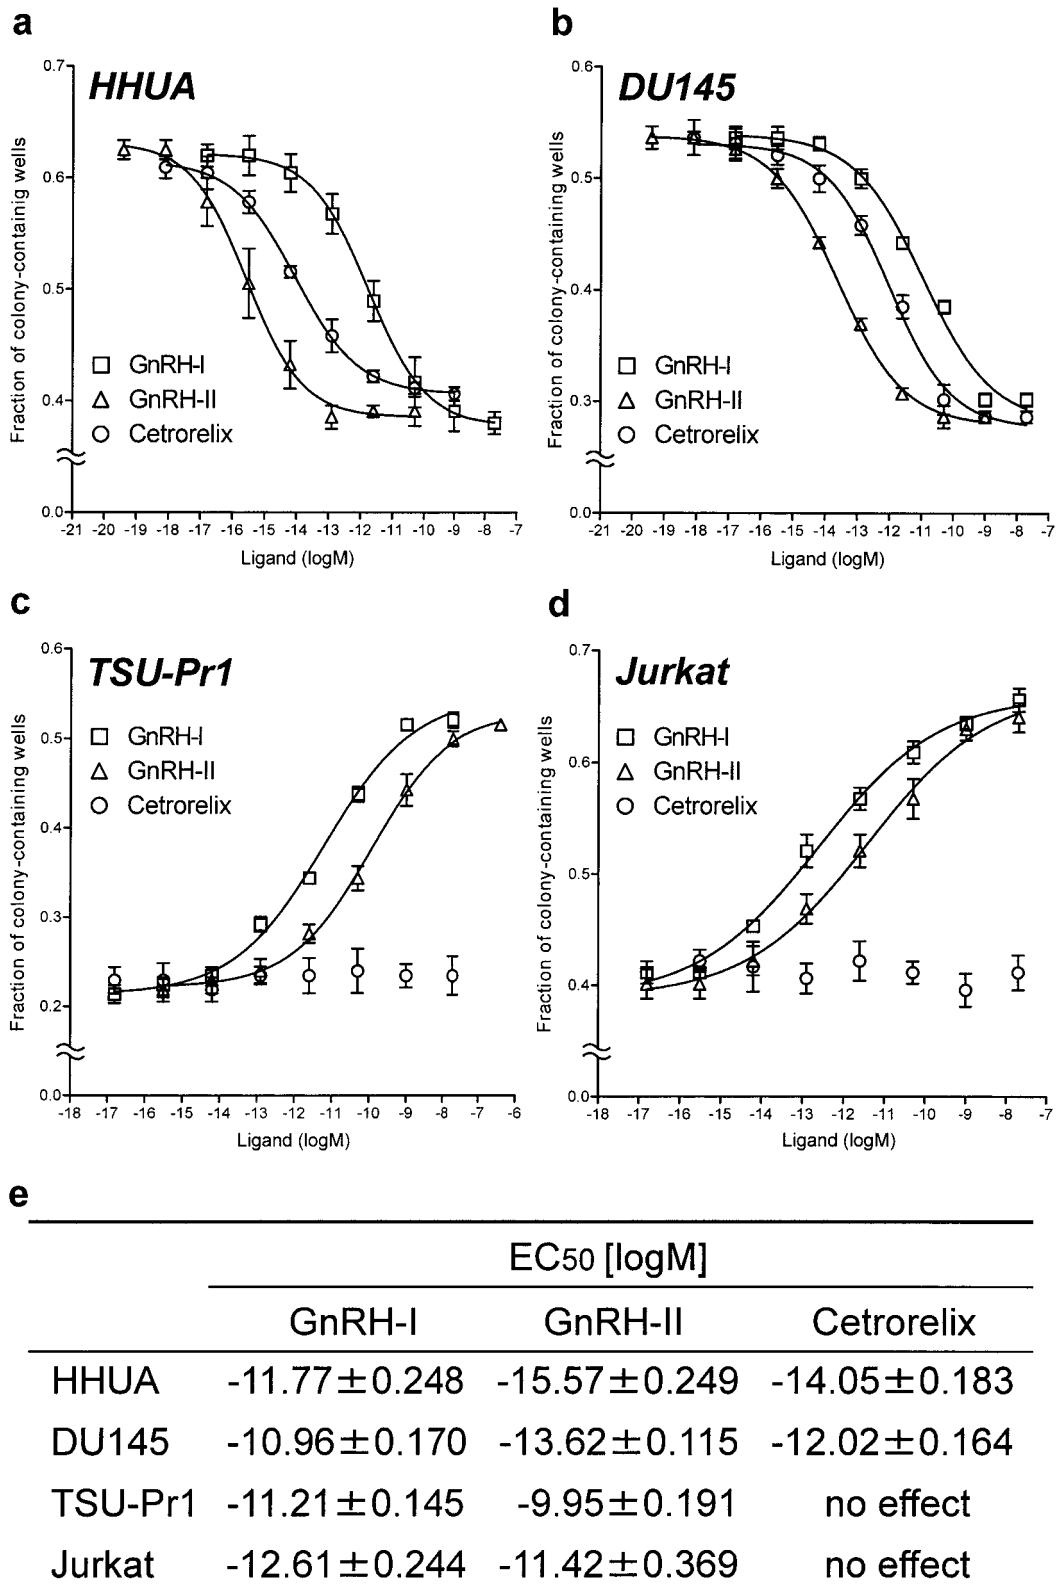 a
HHUA
Fraction of colony-containig wells
0.7
0.6
0.5
0.4
0.0
GnRH-I
GnRH-II
Cetrorelix
-21 -20 -19 -18 -17 -16 -15 -14 -13 -12 -11 -10 -9 -8 -7
Ligand (logM)
b
DU145
Fraction of colony-containing wells
0.6
0.5
0.4
0.3
0.0
GnRH-I
GnRH-II
Cetrorelix
-21 -20 -19 -18 -17 -16 -15 -14 -13 -12 -11 -10 -9 -8 -7
Ligand (logM)
c
TSU-Pr1
Fraction of colony-containing wells
0.6
0.5
0.4
0.3
0.2
0.0
GnRH-I
GnRH-II
Cetrorelix
-18 -17 -16 -15 -14 -13 -12 -11 -10 -9 -8 -7 -6
Ligand (logM)
d
Jurkat
Fraction of colony-containing wells
0.7
0.6
0.5
0.4
0.0
GnRH-I
GnRH-II
Cetrorelix
-18 -17 -16 -15 -14 -13 -12 -11 -10 -9 -8 -7
Ligand (logM)
e
EC50 [logM]
GnRH-I GnRH-II Cetrorelix
HHUA -11.77±0.248 -15.57±0.249 -14.05±0.183
DU145 -10.96±0.170 -13.62±0.115 -12.02±0.164
TSU-Pr1 -11.21±0.145 -9.95±0.191 no effect
Jurkat -12.61±0.244 -11.42±0.369 no effect